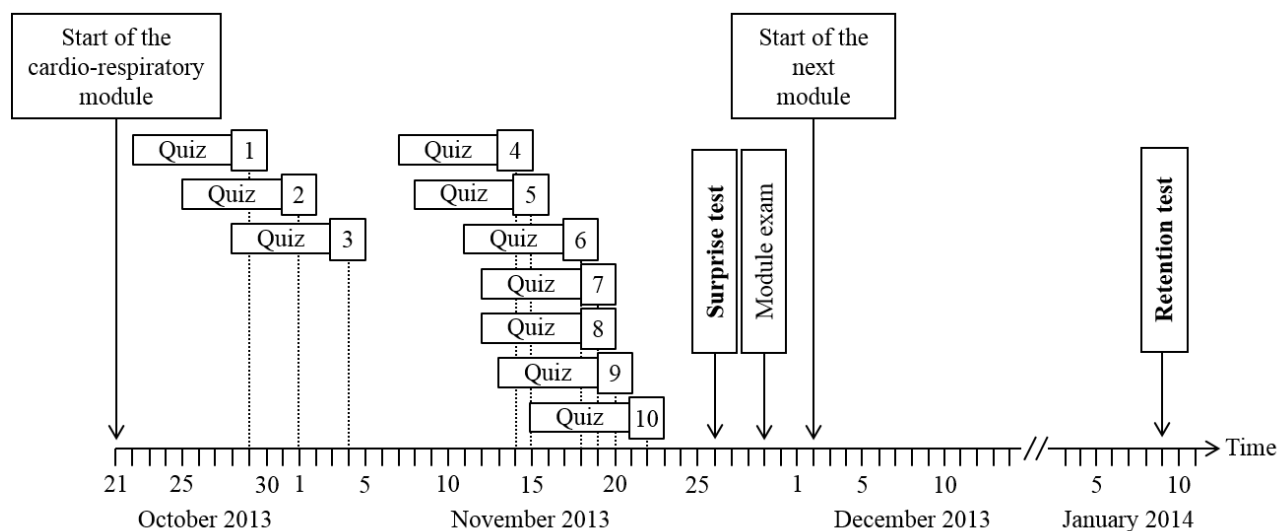 Start of the
cardio-respiratory
module
Start of the
next
module
Quiz 1
Quiz 2
Quiz 3
Quiz 4
Quiz 5
Quiz 6
Quiz 7
Quiz 8
Quiz 9
Quiz 10
Surprise test
Module exam
Retention test
Time
21 25 30 1 5 10 15 20 25 1 5 10 5 10
October 2013 November 2013 December 2013 January 2014